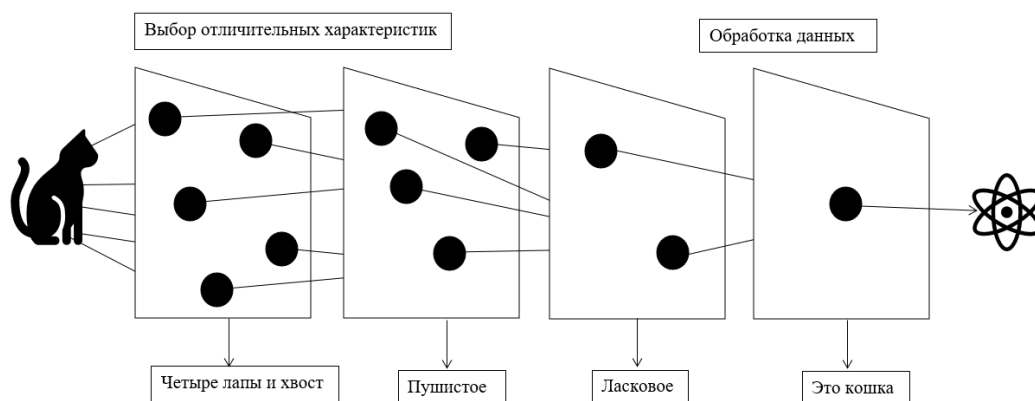 Выбор отличительных характеристик
Обработка данных
Четыре лапы и хвост
Пушистое
Ласковое
Это кошка